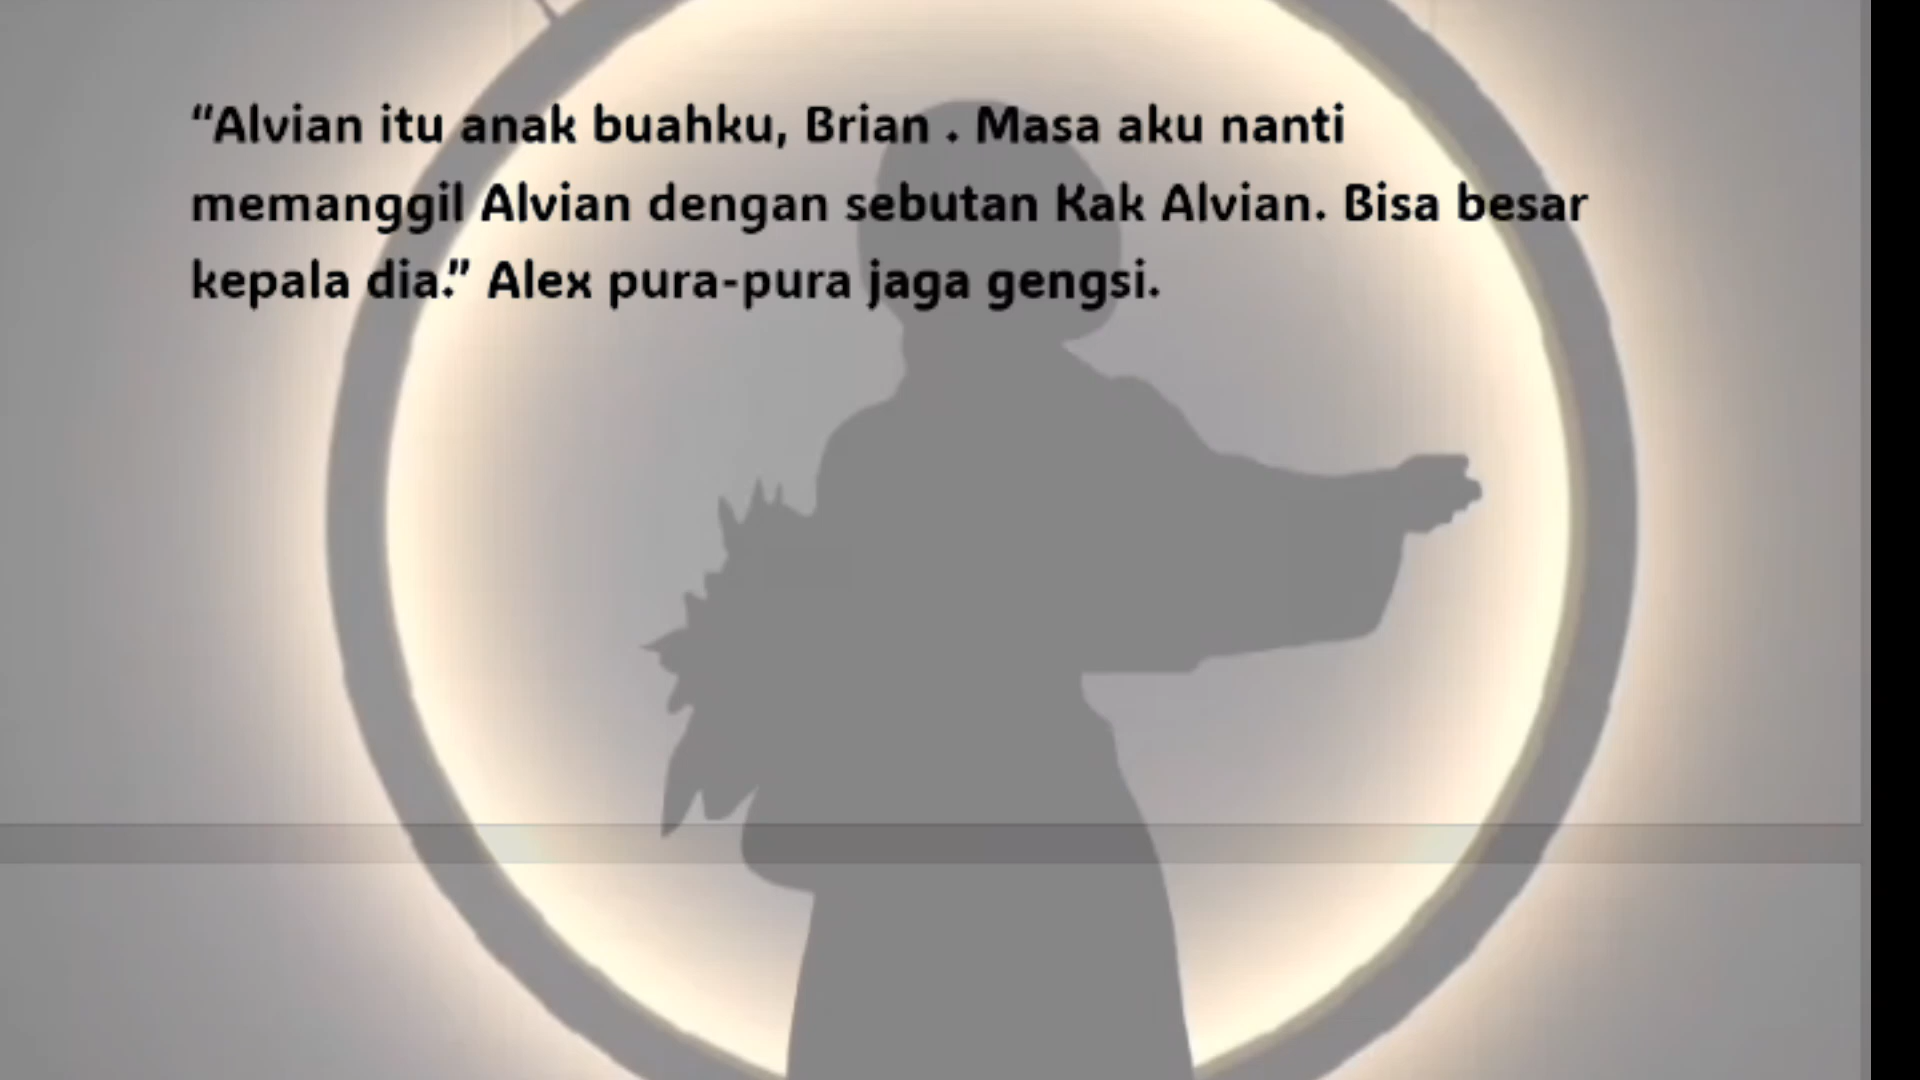 “Alvian itu anak buahku, Brian . Masa aku nanti
memanggil Alvian dengan sebutan Kak Alvian. Bisa besar
kepala dia.” Alex pura-pura jaga gengsi.